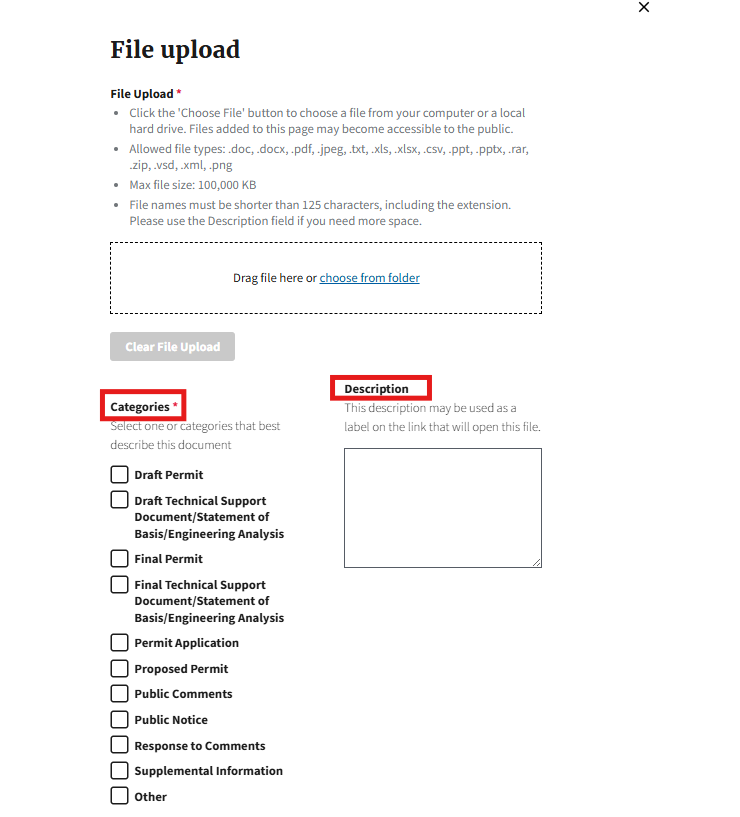 File upload
File Upload *
Click the 'Choose File' button to choose a file from your computer or a local
hard drive. Files added to this page may become accessible to the public.
Allowed file types: .doc, .docx, .pdf, .jpeg, .txt, .xls, .xlsx, .csv, .ppt, .pptx, .rar,
.zip, .vsd, .xml, .png
Max file size: 100,000 KB
File names must be shorter than 125 characters, including the extension.
Please use the Description field if you need more space.
Drag file here or choose from folder
Clear File Upload
Categories *
Select one or categories that best
describe this document
Draft Permit
Draft Technical Support
Document/Statement of
Basis/Engineering Analysis
Final Permit
Final Technical Support
Document/Statement of
Basis/Engineering Analysis
Permit Application
Proposed Permit
Public Comments
Public Notice
Response to Comments
Supplemental Information
Other
Description
This description may be used as a
label on the link that will open this file.